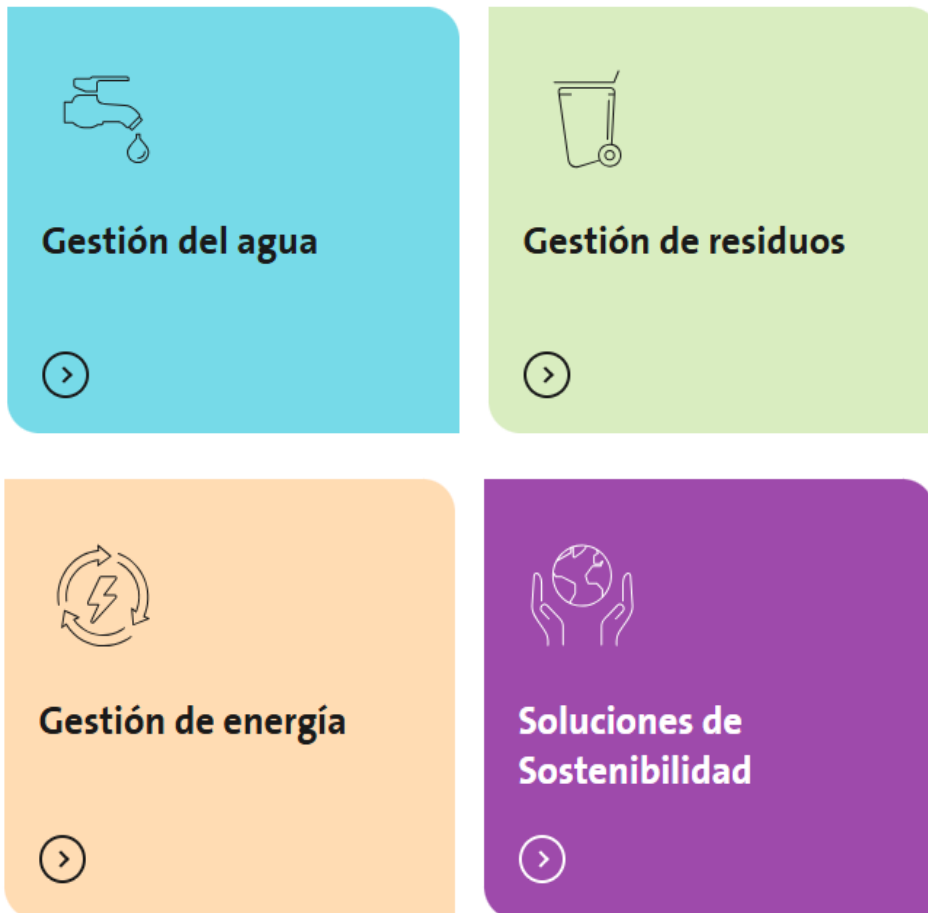 Gestión del agua
Gestión de residuos
Gestión de energía
Soluciones de
Sostenibilidad